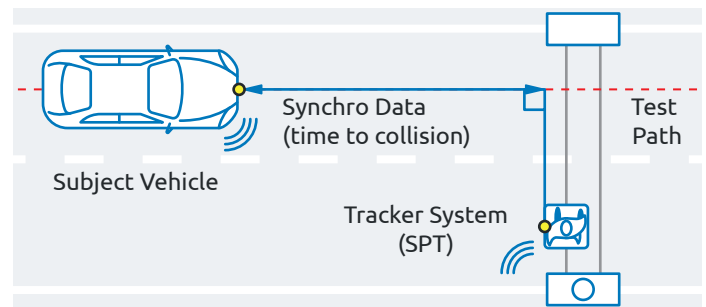 Synchro Data
(time to collision)
Test
Path
Subject Vehicle
Tracker System
(SPT)